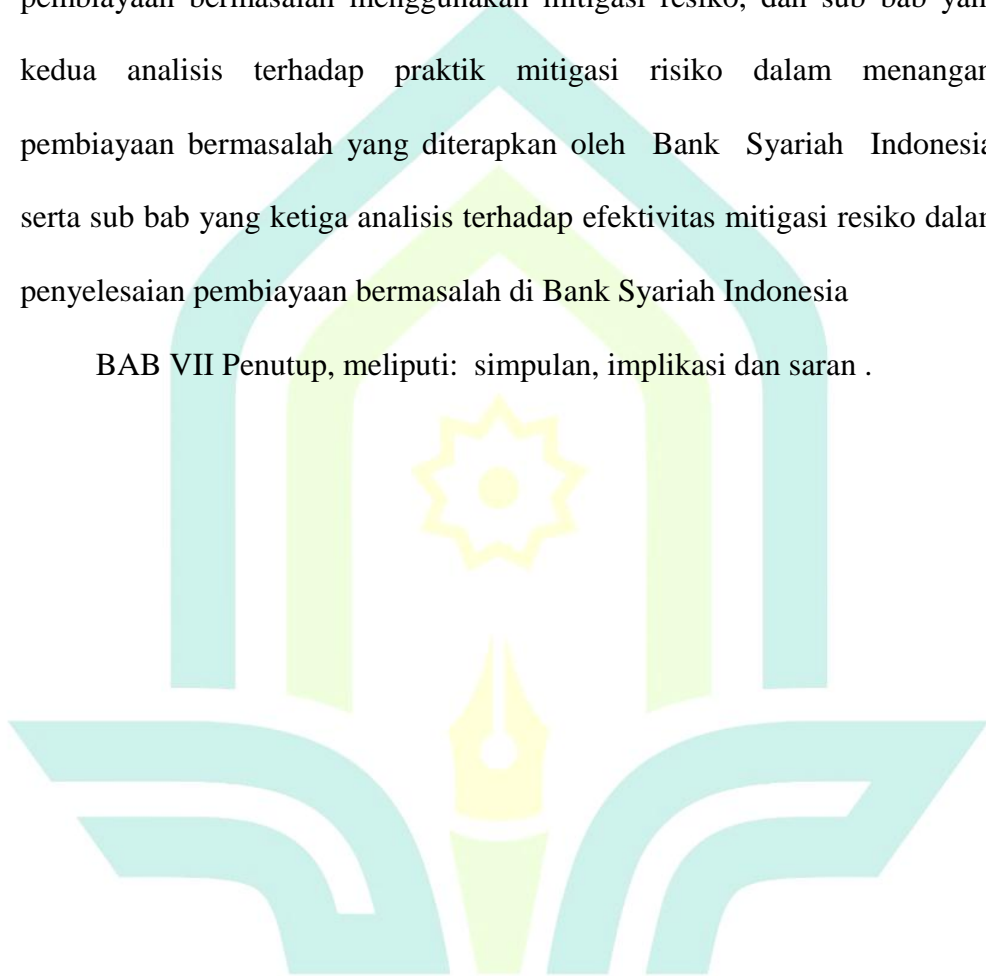 pembiayaan bermasalah menggunakan mitigasi resiko, dan sub bab yan
kedua analisis terhadap praktik mitigasi risiko dalam menangan
pembiayaan bermasalah yang diterapkan oleh Bank Syariah Indonesia
serta sub bab yang ketiga analisis terhadap efektivitas mitigasi resiko dalan
penyelesaian pembiayaan bermasalah di Bank Syariah Indonesia
BAB VII Penutup, meliputi: simpulan, implikasi dan saran .